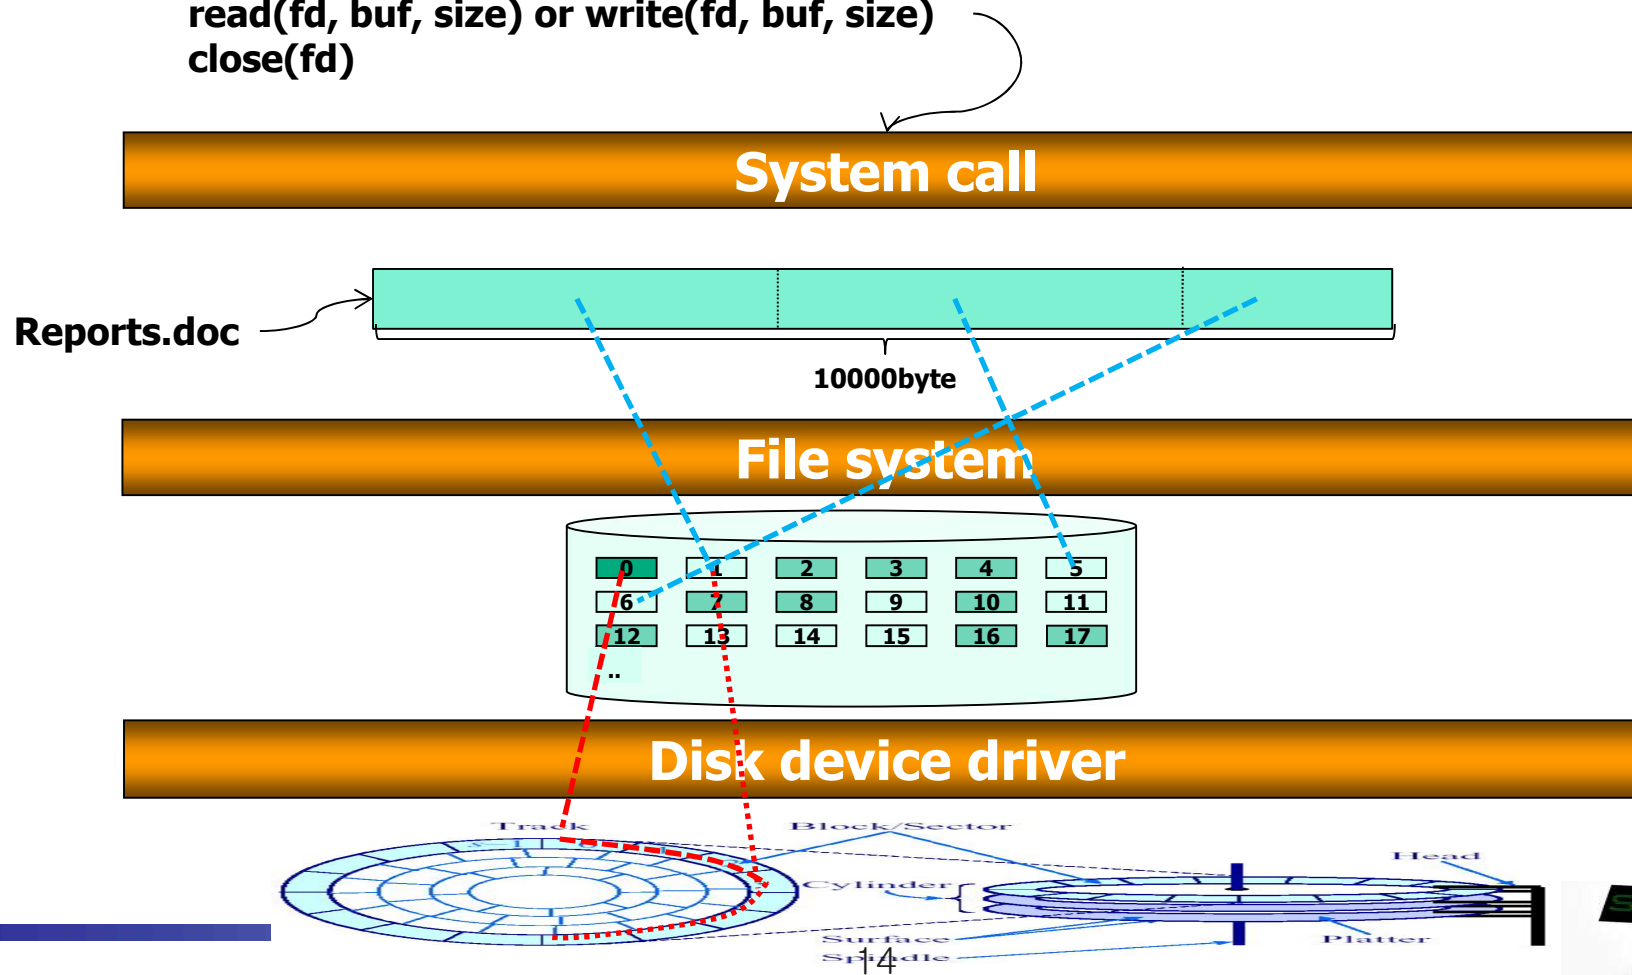 read(fd, buf, size) or write(fd, buf, size)
close(fd)
System call
Reports.doc
10000byte
File system
0 1 2 3 4 5
6 7 8 9 10 11
12 13 14 15 16 17
..
Disk device driver
Track
Block/Sector
Head
Cylinder
Surface
Platter
Spindle
14